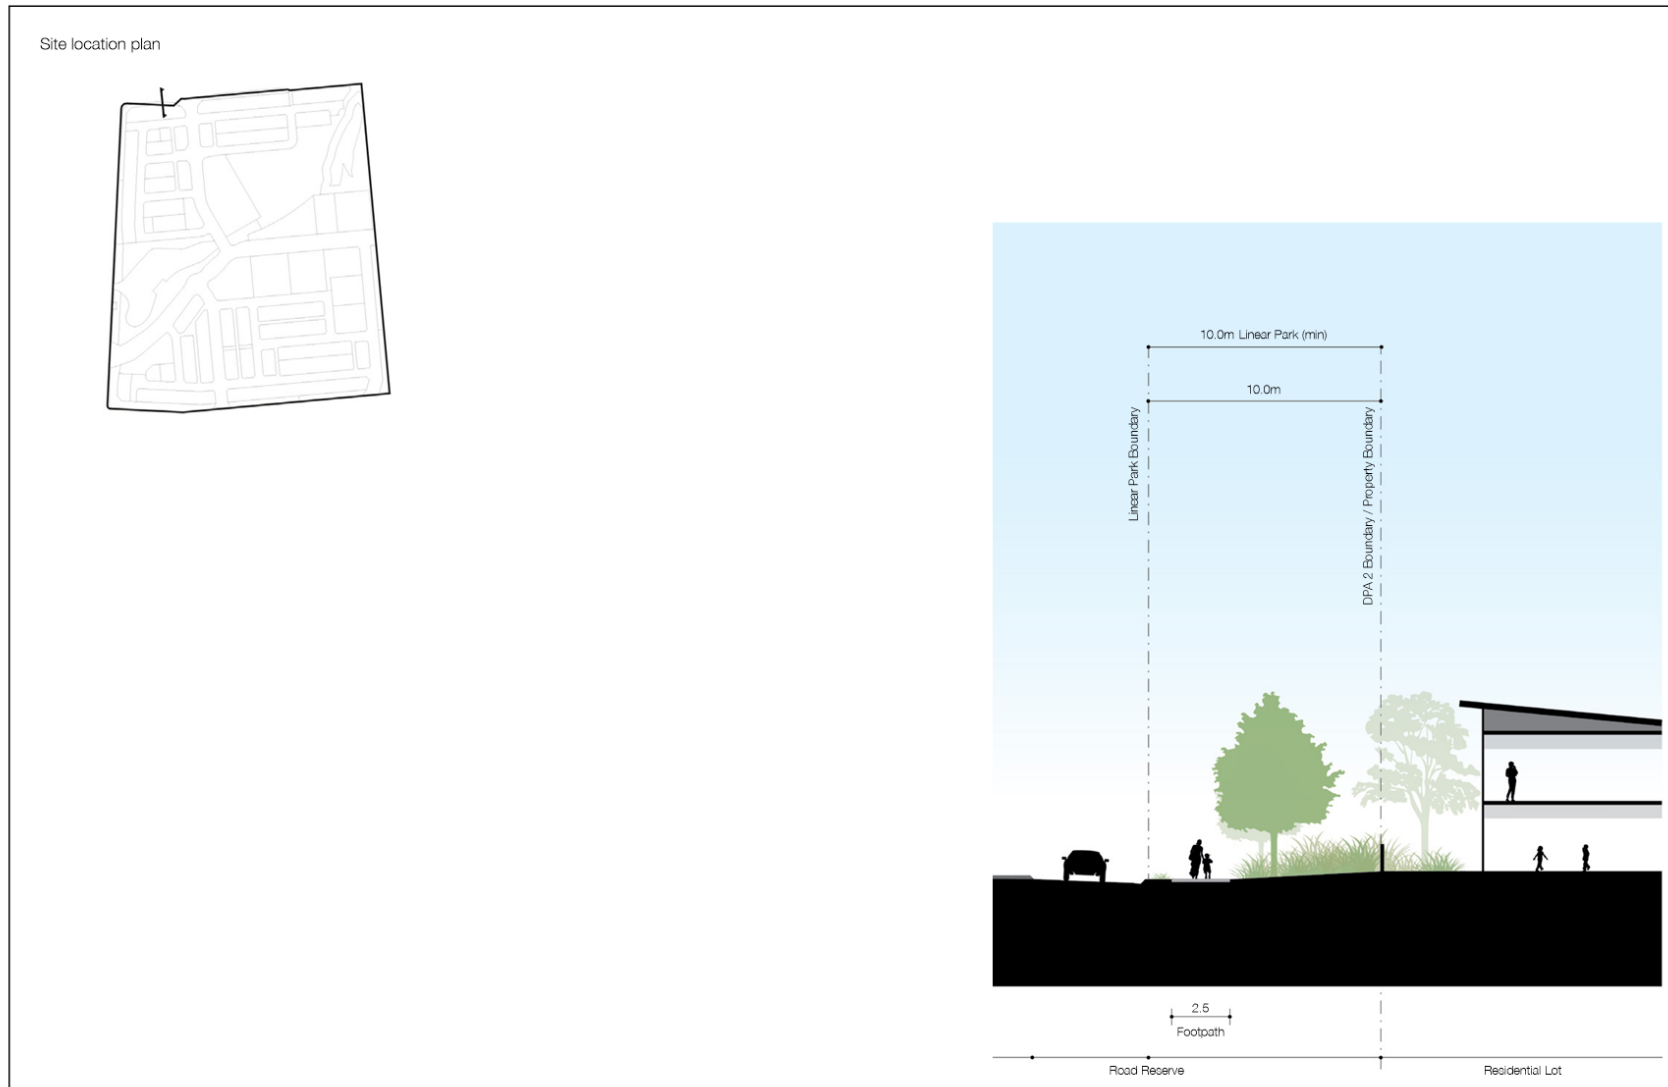 Site location plan
10.0m Linear Park (min)
10.0m
Linear Park Boundary
DPA 2 Boundary / Property Boundary
2.5
Footpath
Road Reserve
Residential Lot